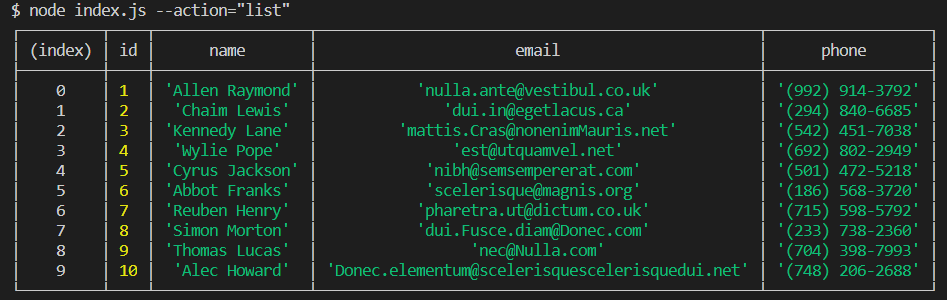 $ node index.js --action="list"
(index) id name email phone
0 1 'Allen Raymond' 'nulla.ante@vestibul.co.uk' '(992) 914-3792'
1 2 'Chaim Lewis' 'dui.in@egetlacus.ca' '(294) 840-6685'
2 3 'Kennedy Lane' 'mattis.Cras@nonenimMauris.net' '(542) 451-7038'
3 4 'Wylie Pope' 'est@utquamvel.net' '(692) 802-2949'
4 5 'Cyrus Jackson' 'nibh@semsempererat.com' '(501) 472-5218'
5 6 'Abbot Franks' 'scelerisque@magnis.org' '(186) 568-3720'
6 7 'Reuben Henry' 'pharetra.ut@dictum.co.uk' '(715) 598-5792'
7 8 'Simon Morton' 'dui.Fusce.diam@Donec.com' '(233) 738-2360'
8 9 'Thomas Lucas' 'nec@Nulla.com' '(704) 398-7993'
9 10 'Alec Howard' 'Donec.elementum@scelerisquescelerisquedui.net' '(748) 206-2688'